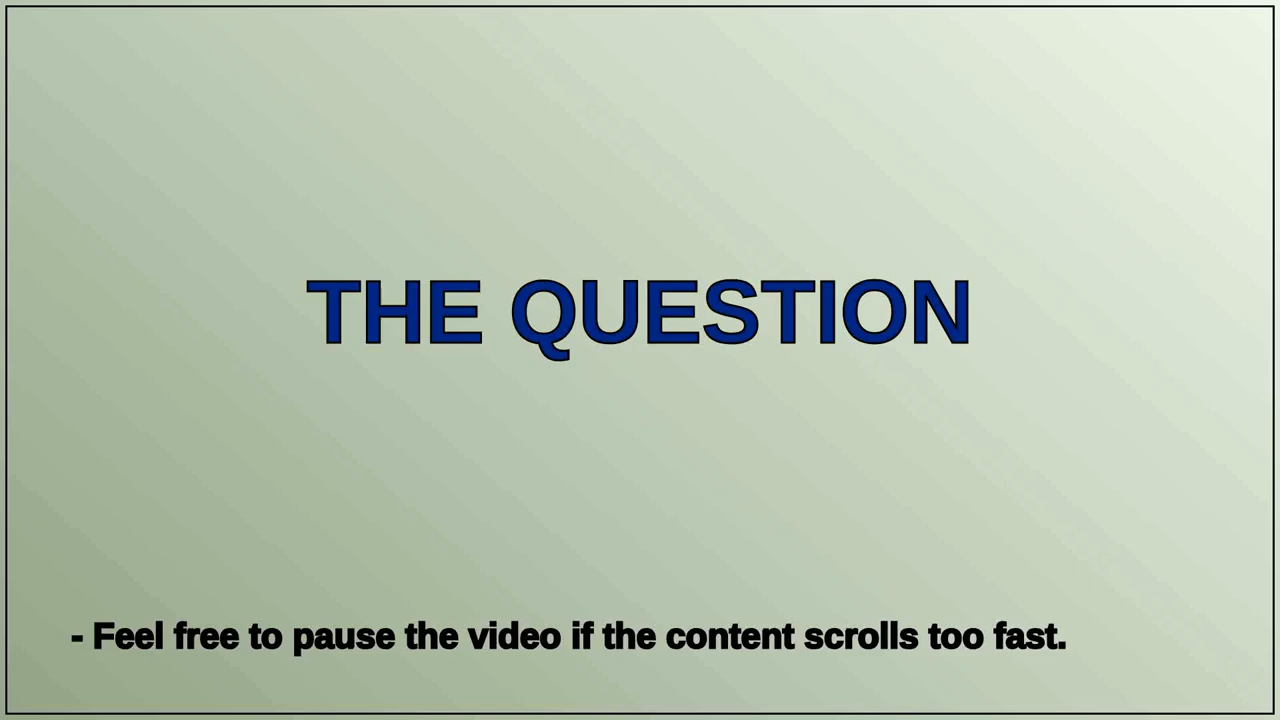 THE QUESTION
- Feel free to pause the video if the content scrolls too fast.